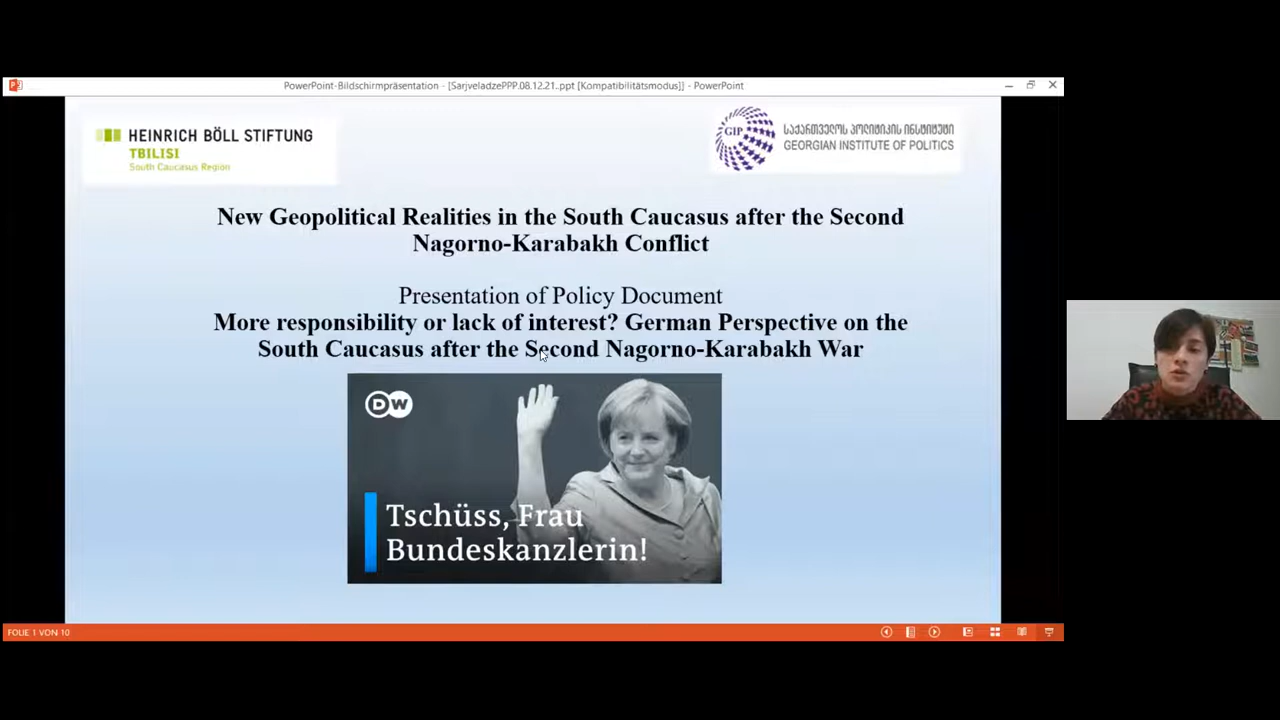 PowerPoint-Bildschirmpräsentation - [SarjveladzePPP.08.12.21..ppt [Kompatibilitätsmodus]] - PowerPoint
HEINRICH BÖLL STIFTUNG
TBILISI
South Caucasus Region
GIP
საქართველოს პოლიტიკის ინსტიტუტი
GEORGIAN INSTITUTE OF POLITICS
New Geopolitical Realities in the South Caucasus after the Second
Nagorno-Karabakh Conflict
Presentation of Policy Document
More responsibility or lack of interest? German Perspective on the
South Caucasus after the Second Nagorno-Karabakh War
DW
Tschüss, Frau
Bundeskanzlerin!
FOLIE 1 VON 10